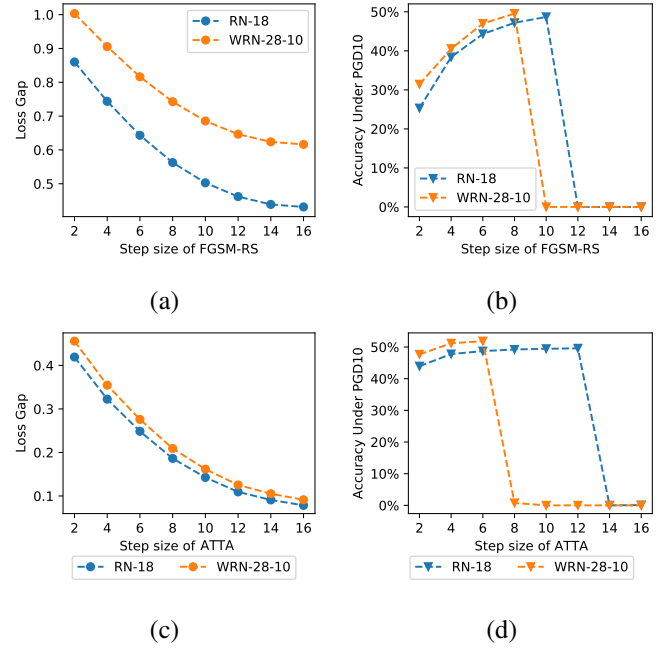 1.0
0.9
0.8
0.7
0.6
0.5
Loss Gap
RN-18
WRN-28-10
2 4 6 8 10 12 14 16
Step size of FGSM-RS
(a)
50%
40%
30%
20%
10%
0%
Accuracy Under PGD10
RN-18
WRN-28-10
2 4 6 8 10 12 14 16
Step size of FGSM-RS
(b)
0.4
0.3
0.2
0.1
Loss Gap
2 4 6 8 10 12 14 16
Step size of ATTA
RN-18 WRN-28-10
(c)
50%
40%
30%
20%
10%
0%
Accuracy Under PGD10
2 4 6 8 10 12 14 16
Step size of ATTA
RN-18 WRN-28-10
(d)